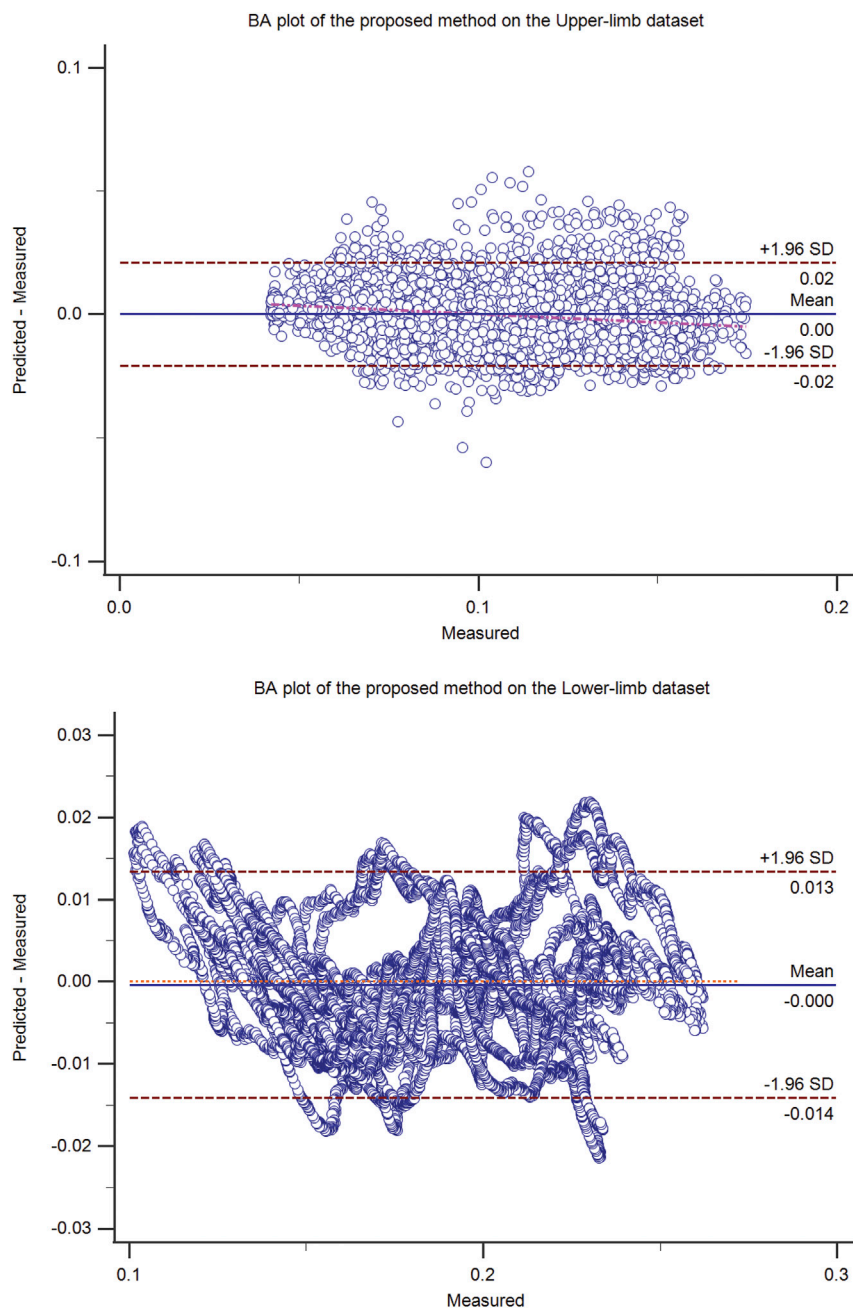 BA plot of the proposed method on the Upper-limb dataset
0.1
+1.96 SD
0.02
Mean
0.0
0.00
-1.96 SD
-0.02
-0.1
0.0 0.1 0.2
Measured
Predicted - Measured
BA plot of the proposed method on the Lower-limb dataset
0.03
0.02
+1.96 SD
0.013
0.01
Mean
0.00
-0.000
-0.01
-1.96 SD
-0.014
-0.02
-0.03
0.1 0.2 0.3
Measured
Predicted - Measured